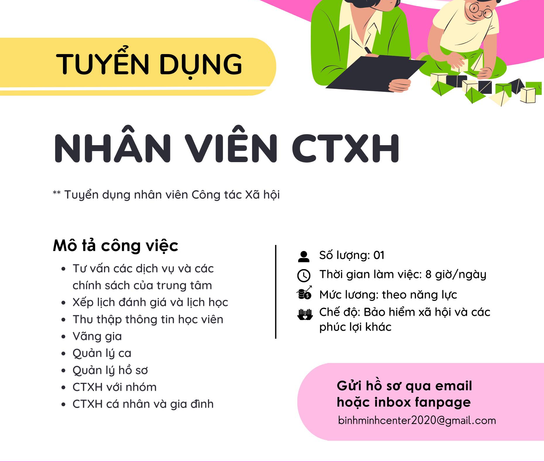 TUYỂN DỤNG
NHÂN VIÊN CTXH
** Tuyển dụng nhân viên Công tác Xã hội
Mô tả công việc
• Tư vấn các dịch vụ và các
chính sách của trung tâm
• Xếp lịch đánh giá và lịch học
• Thu thập thông tin học viên
• Vãng gia
• Quản lý ca
• Quản lý hồ sơ
• CTXH với nhóm
• CTXH cá nhân và gia đình
Số lượng: 01
Thời gian làm việc: 8 giờ/ngày
Mức lương: theo năng lực
Chế độ: Bảo hiểm xã hội và các
phúc lợi khác
Gửi hồ sơ qua email
hoặc inbox fanpage
binhminhcenter2020@gmail.com